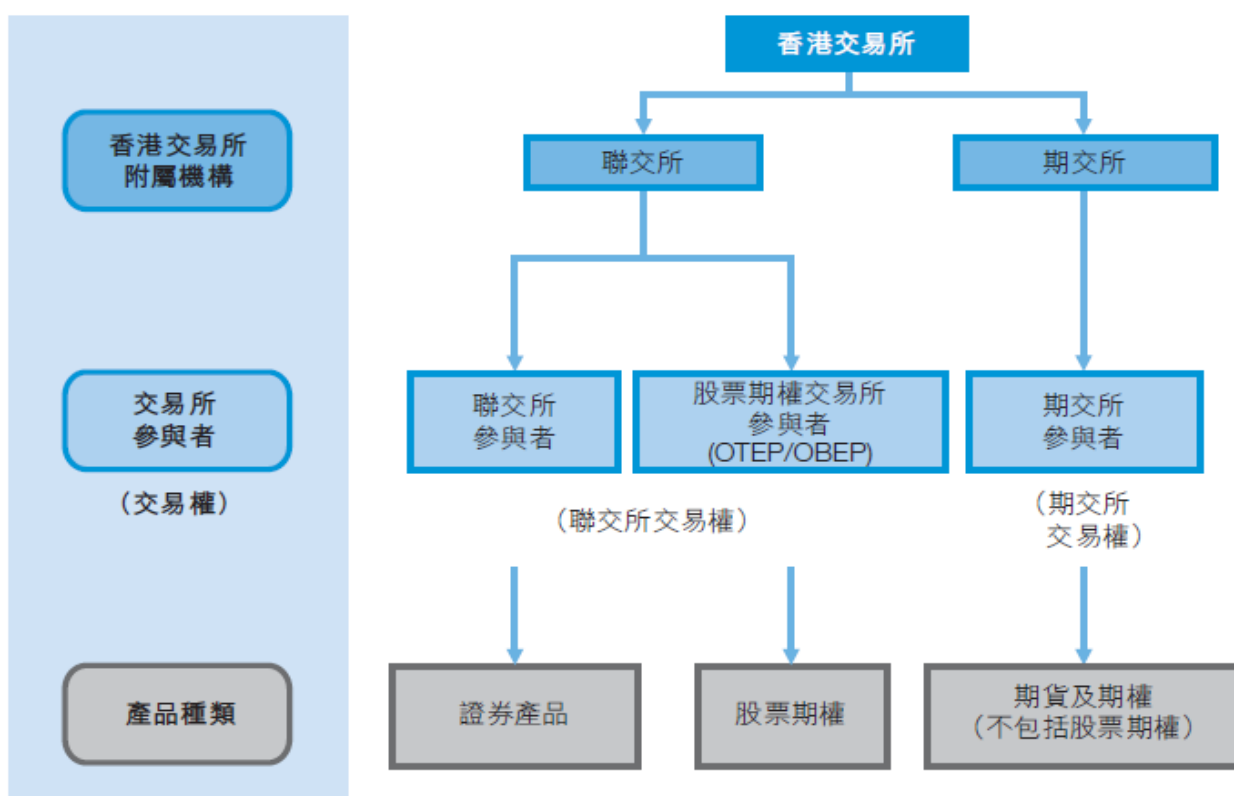 香港交易所
香港交易所
附屬機構
聯交所
期交所
交易所
參與者
聯交所
參與者
股票期權交易所
參與者
(OTEP/OBEP)
期交所
參與者
（交易權）
（聯交所交易權）
（期交所
交易權）
產品種類
證券產品
股票期權
期貨及期權
（不包括股票期權）